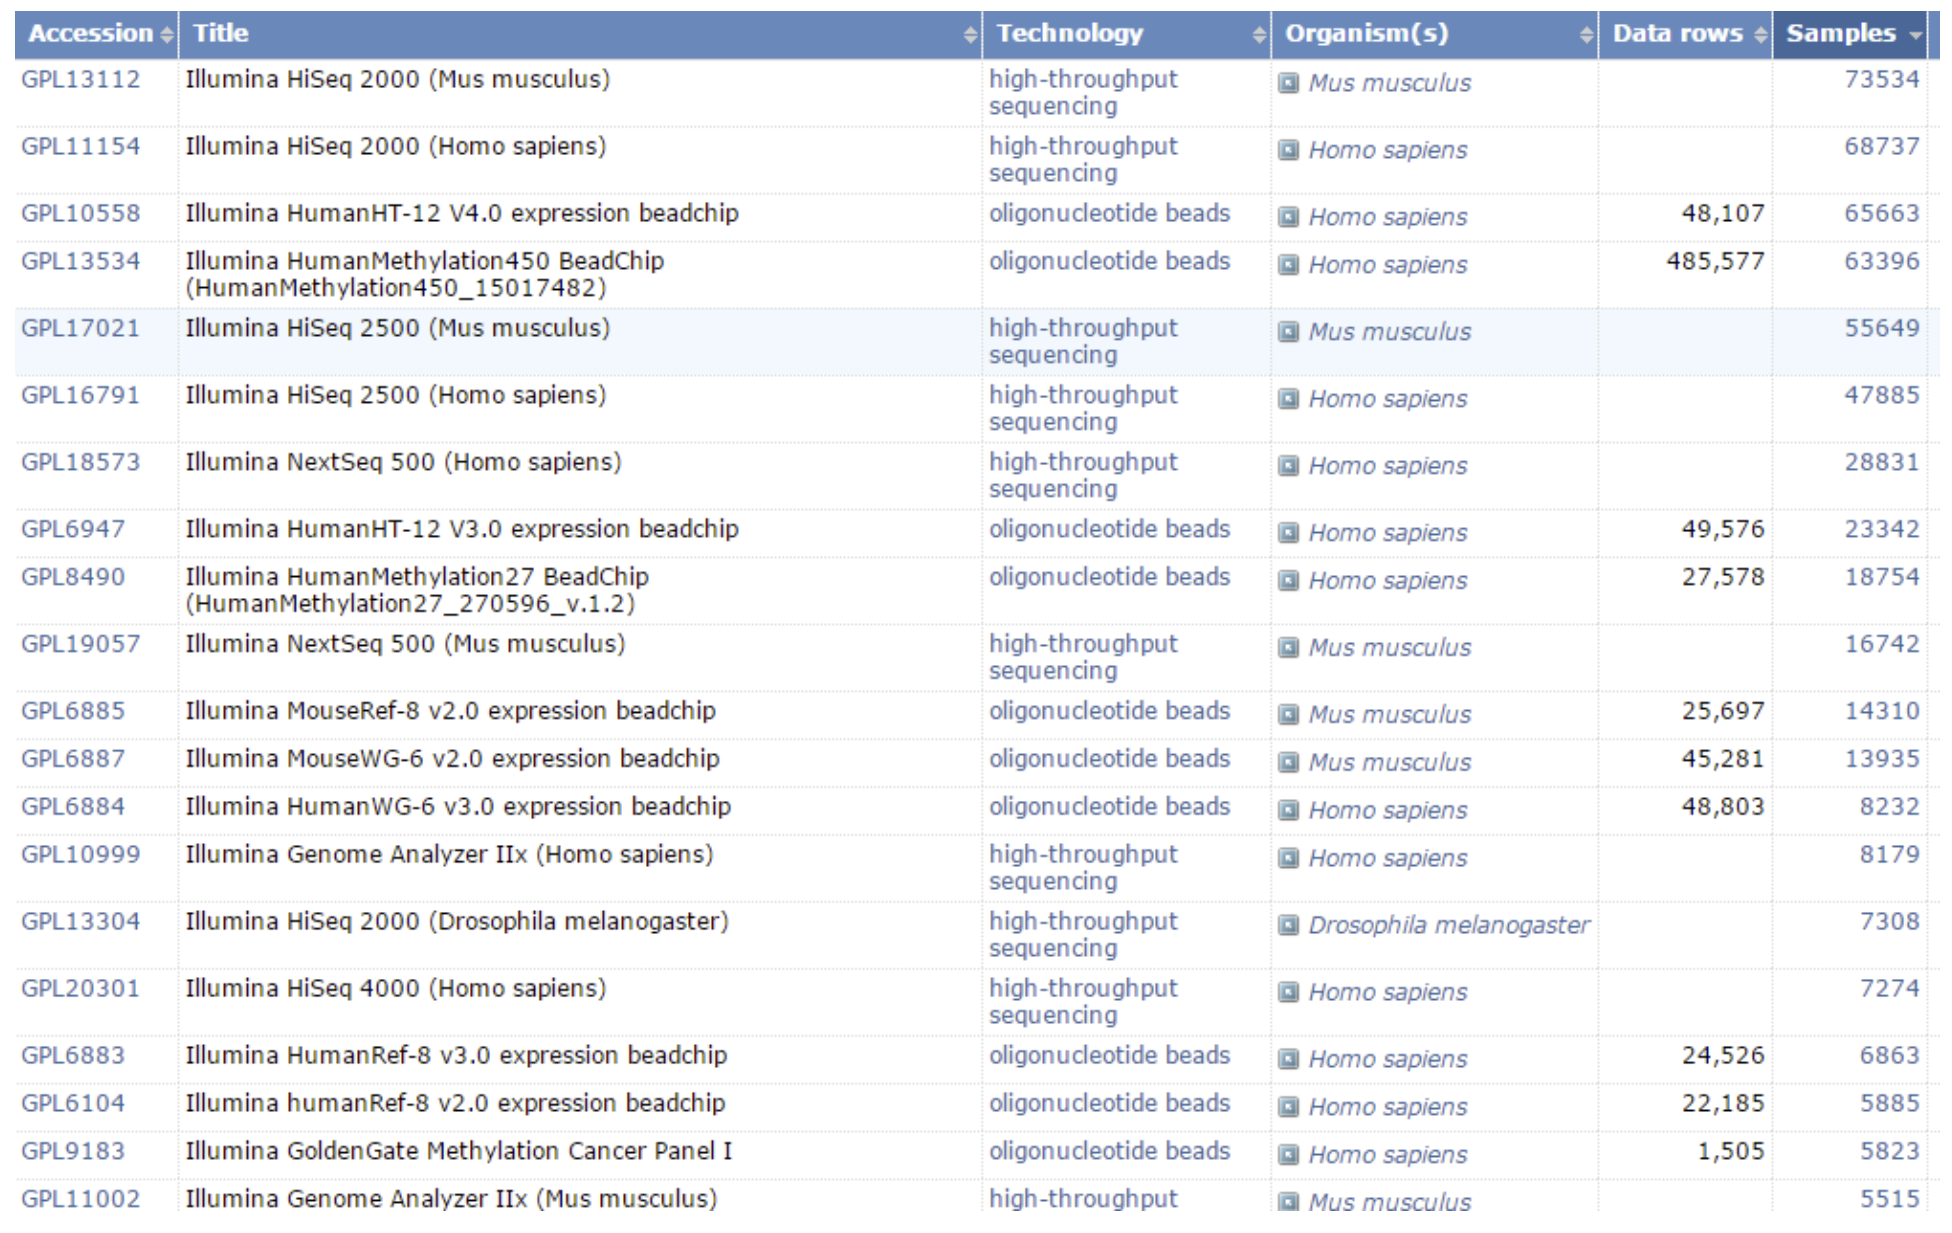 Accession Title Technology Organism(s) Data rows Samples
GPL13112 Illumina HiSeq 2000 (Mus musculus) high-throughput Mus musculus 73534
sequencing
GPL11154 Illumina HiSeq 2000 (Homo sapiens) high-throughput Homo sapiens 68737
sequencing
GPL10558 Illumina HumanHT-12 V4.0 expression beadchip oligonucleotide beads Homo sapiens 48,107 65663
GPL13534 Illumina HumanMethylation450 BeadChip oligonucleotide beads Homo sapiens 485,577 63396
(HumanMethylation450_15017482)
GPL17021 Illumina HiSeq 2500 (Mus musculus) high-throughput Mus musculus 55649
sequencing
GPL16791 Illumina HiSeq 2500 (Homo sapiens) high-throughput Homo sapiens 47885
sequencing
GPL18573 Illumina NextSeq 500 (Homo sapiens) high-throughput Homo sapiens 28831
sequencing
GPL6947 Illumina HumanHT-12 V3.0 expression beadchip oligonucleotide beads Homo sapiens 49,576 23342
GPL8490 Illumina HumanMethylation27 BeadChip oligonucleotide beads Homo sapiens 27,578 18754
(HumanMethylation27_270596_v.1.2)
GPL19057 Illumina NextSeq 500 (Mus musculus) high-throughput Mus musculus 16742
sequencing
GPL6885 Illumina MouseRef-8 v2.0 expression beadchip oligonucleotide beads Mus musculus 25,697 14310
GPL6887 Illumina MouseWG-6 v2.0 expression beadchip oligonucleotide beads Mus musculus 45,281 13935
GPL6884 Illumina HumanWG-6 v3.0 expression beadchip oligonucleotide beads Homo sapiens 48,803 8232
GPL10999 Illumina Genome Analyzer IIx (Homo sapiens) high-throughput Homo sapiens 8179
sequencing
GPL13304 Illumina HiSeq 2000 (Drosophila melanogaster) high-throughput Drosophila melanogaster 7308
sequencing
GPL20301 Illumina HiSeq 4000 (Homo sapiens) high-throughput Homo sapiens 7274
sequencing
GPL6883 Illumina HumanRef-8 v3.0 expression beadchip oligonucleotide beads Homo sapiens 24,526 6863
GPL6104 Illumina humanRef-8 v2.0 expression beadchip oligonucleotide beads Homo sapiens 22,185 5885
GPL9183 Illumina GoldenGate Methylation Cancer Panel I oligonucleotide beads Homo sapiens 1,505 5823
GPL11002 Illumina Genome Analyzer IIx (Mus musculus) high-throughput Mus musculus 5515